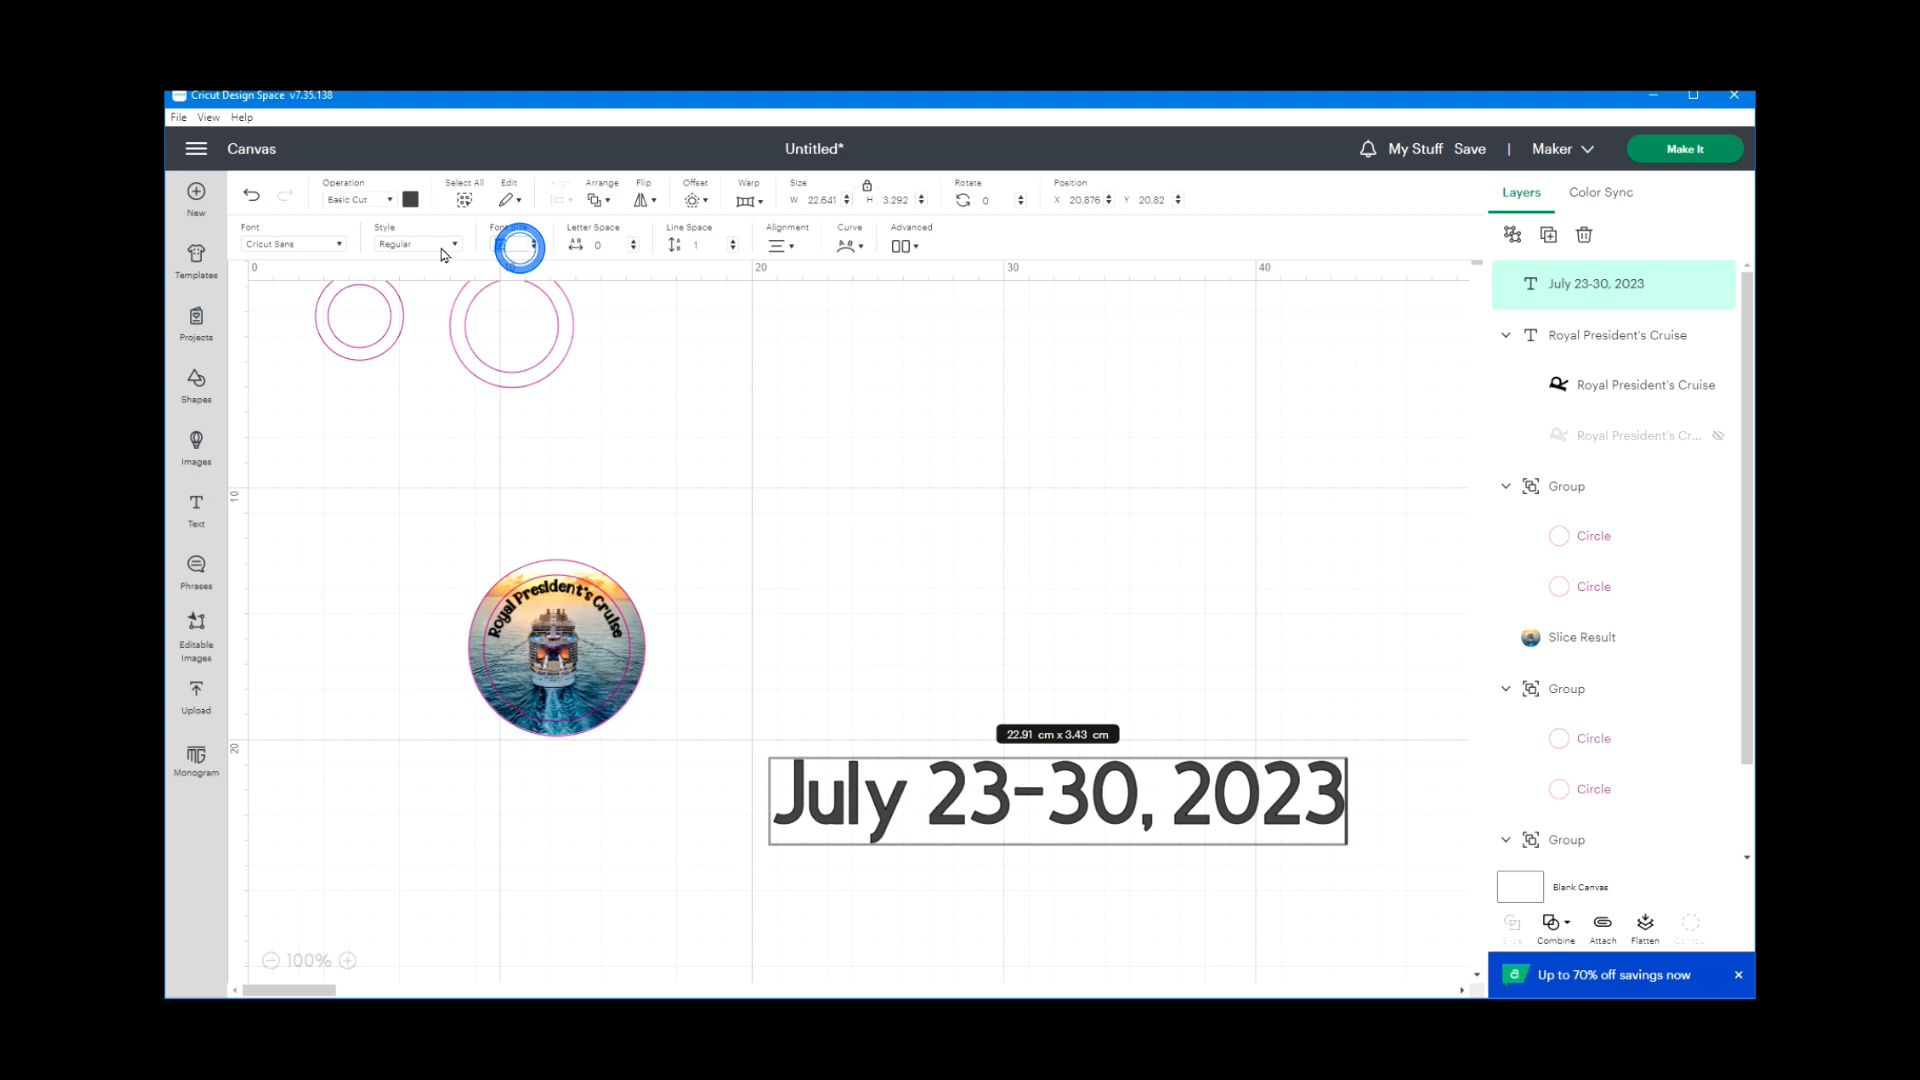 Cricut Design Space v7.35.138
File View Help
Canvas
Untitled*
My Stuff Save | Maker
Make It
Operation
Basic Cut
Select All
Edit
Arrange
Flip
Offset
Warp
Size
W 22.641
H 3.292
Rotate
0
Position
X 20.876
Y 20.82
Font
Cricut Sans
Style
Regular
Letter Space
0
Line Space
1
Alignment
Curve
Advanced
Layers
Color Sync
New
Templates
Projects
Shapes
Images
Text
Phrases
Editable
Images
Upload
Monogram
0
20
30
40
10
20
Royal President's Cruise
22.91 cm x 3.43 cm
July 23-30, 2023
100%
July 23-30, 2023
Royal President's Cruise
Royal President's Cruise
Royal President's Cr...
Group
Circle
Circle
Slice Result
Group
Circle
Circle
Group
Blank Canvas
Combine
Attach
Flatten
a Up to 70% off savings now